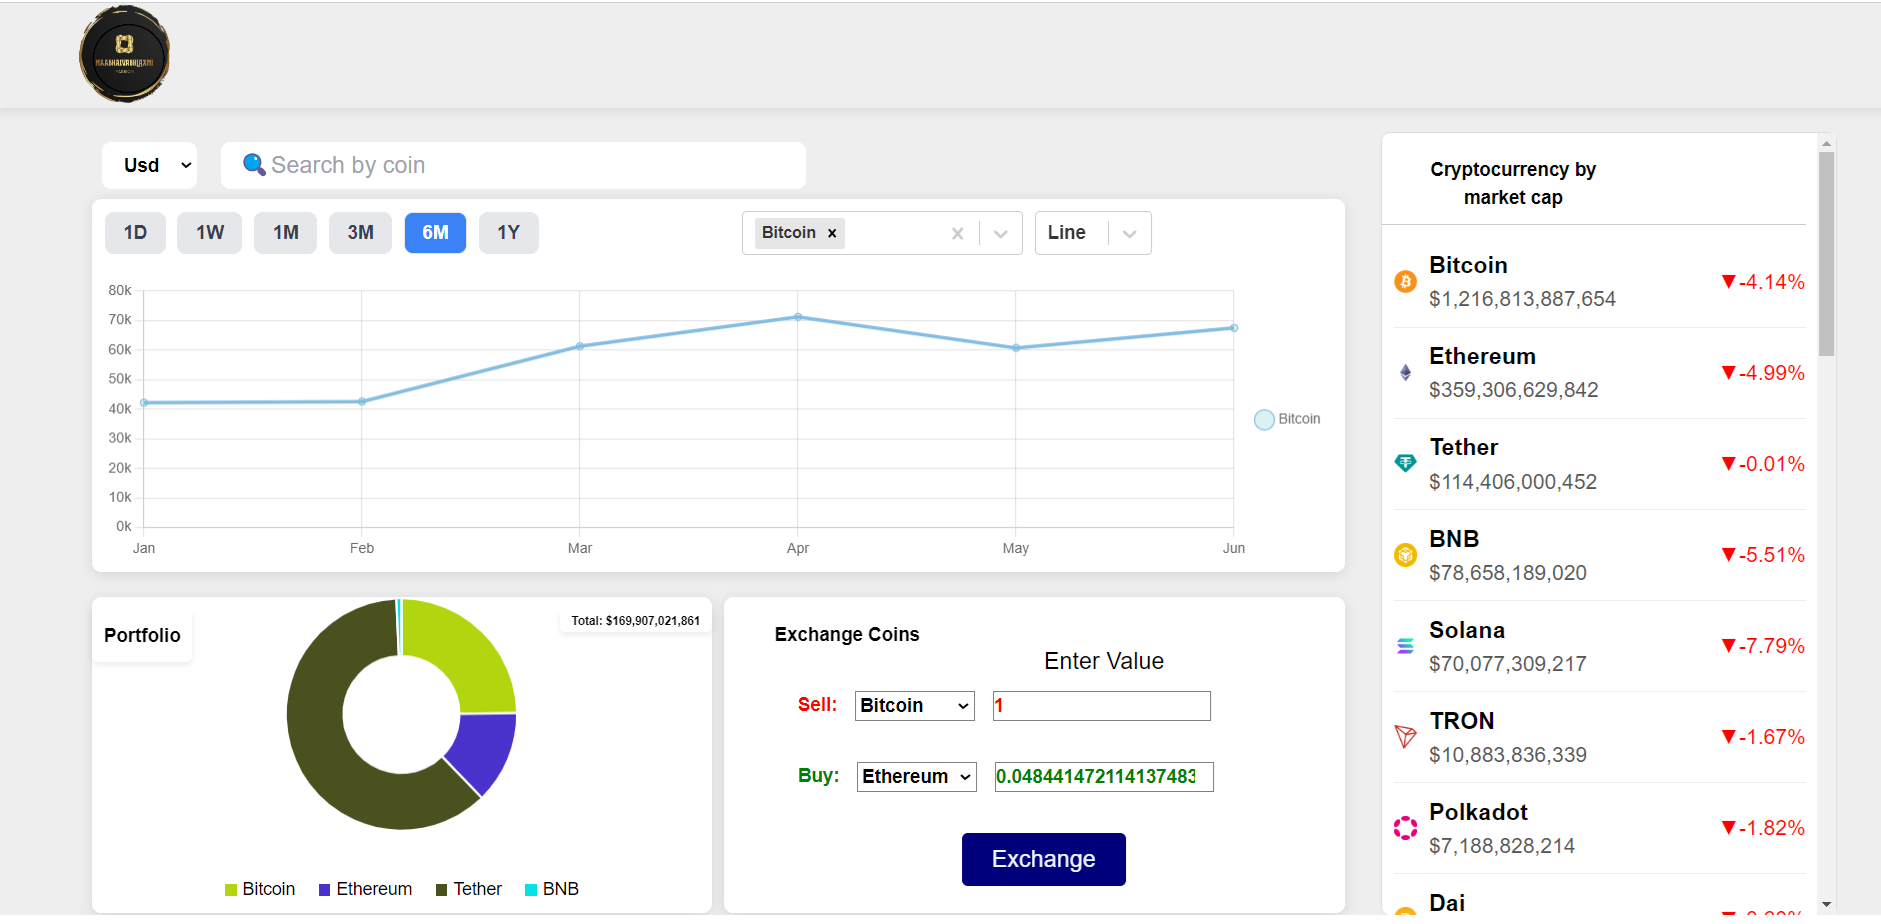 Usd
Search by coin
1D 1W 1M 3M 6M 1Y
Bitcoin ×
Line
80k
70k
60k
50k
40k
30k
20k
10k
0k
Jan Feb Mar Apr May Jun
Bitcoin
Portfolio
Total: $169,907,021,861
Bitcoin Ethereum Tether BNB
Exchange Coins
Enter Value
Sell: Bitcoin 1
Buy: Ethereum 0.048441472114137483
Exchange
Cryptocurrency by
market cap
Bitcoin
$1,216,813,887,654
▼-4.14%
Ethereum
$359,306,629,842
▼-4.99%
Tether
$114,406,000,452
▼-0.01%
BNB
$78,658,189,020
▼-5.51%
Solana
$70,077,309,217
▼-7.79%
TRON
$10,883,836,339
▼-1.67%
Polkadot
$7,188,828,214
▼-1.82%
Dai